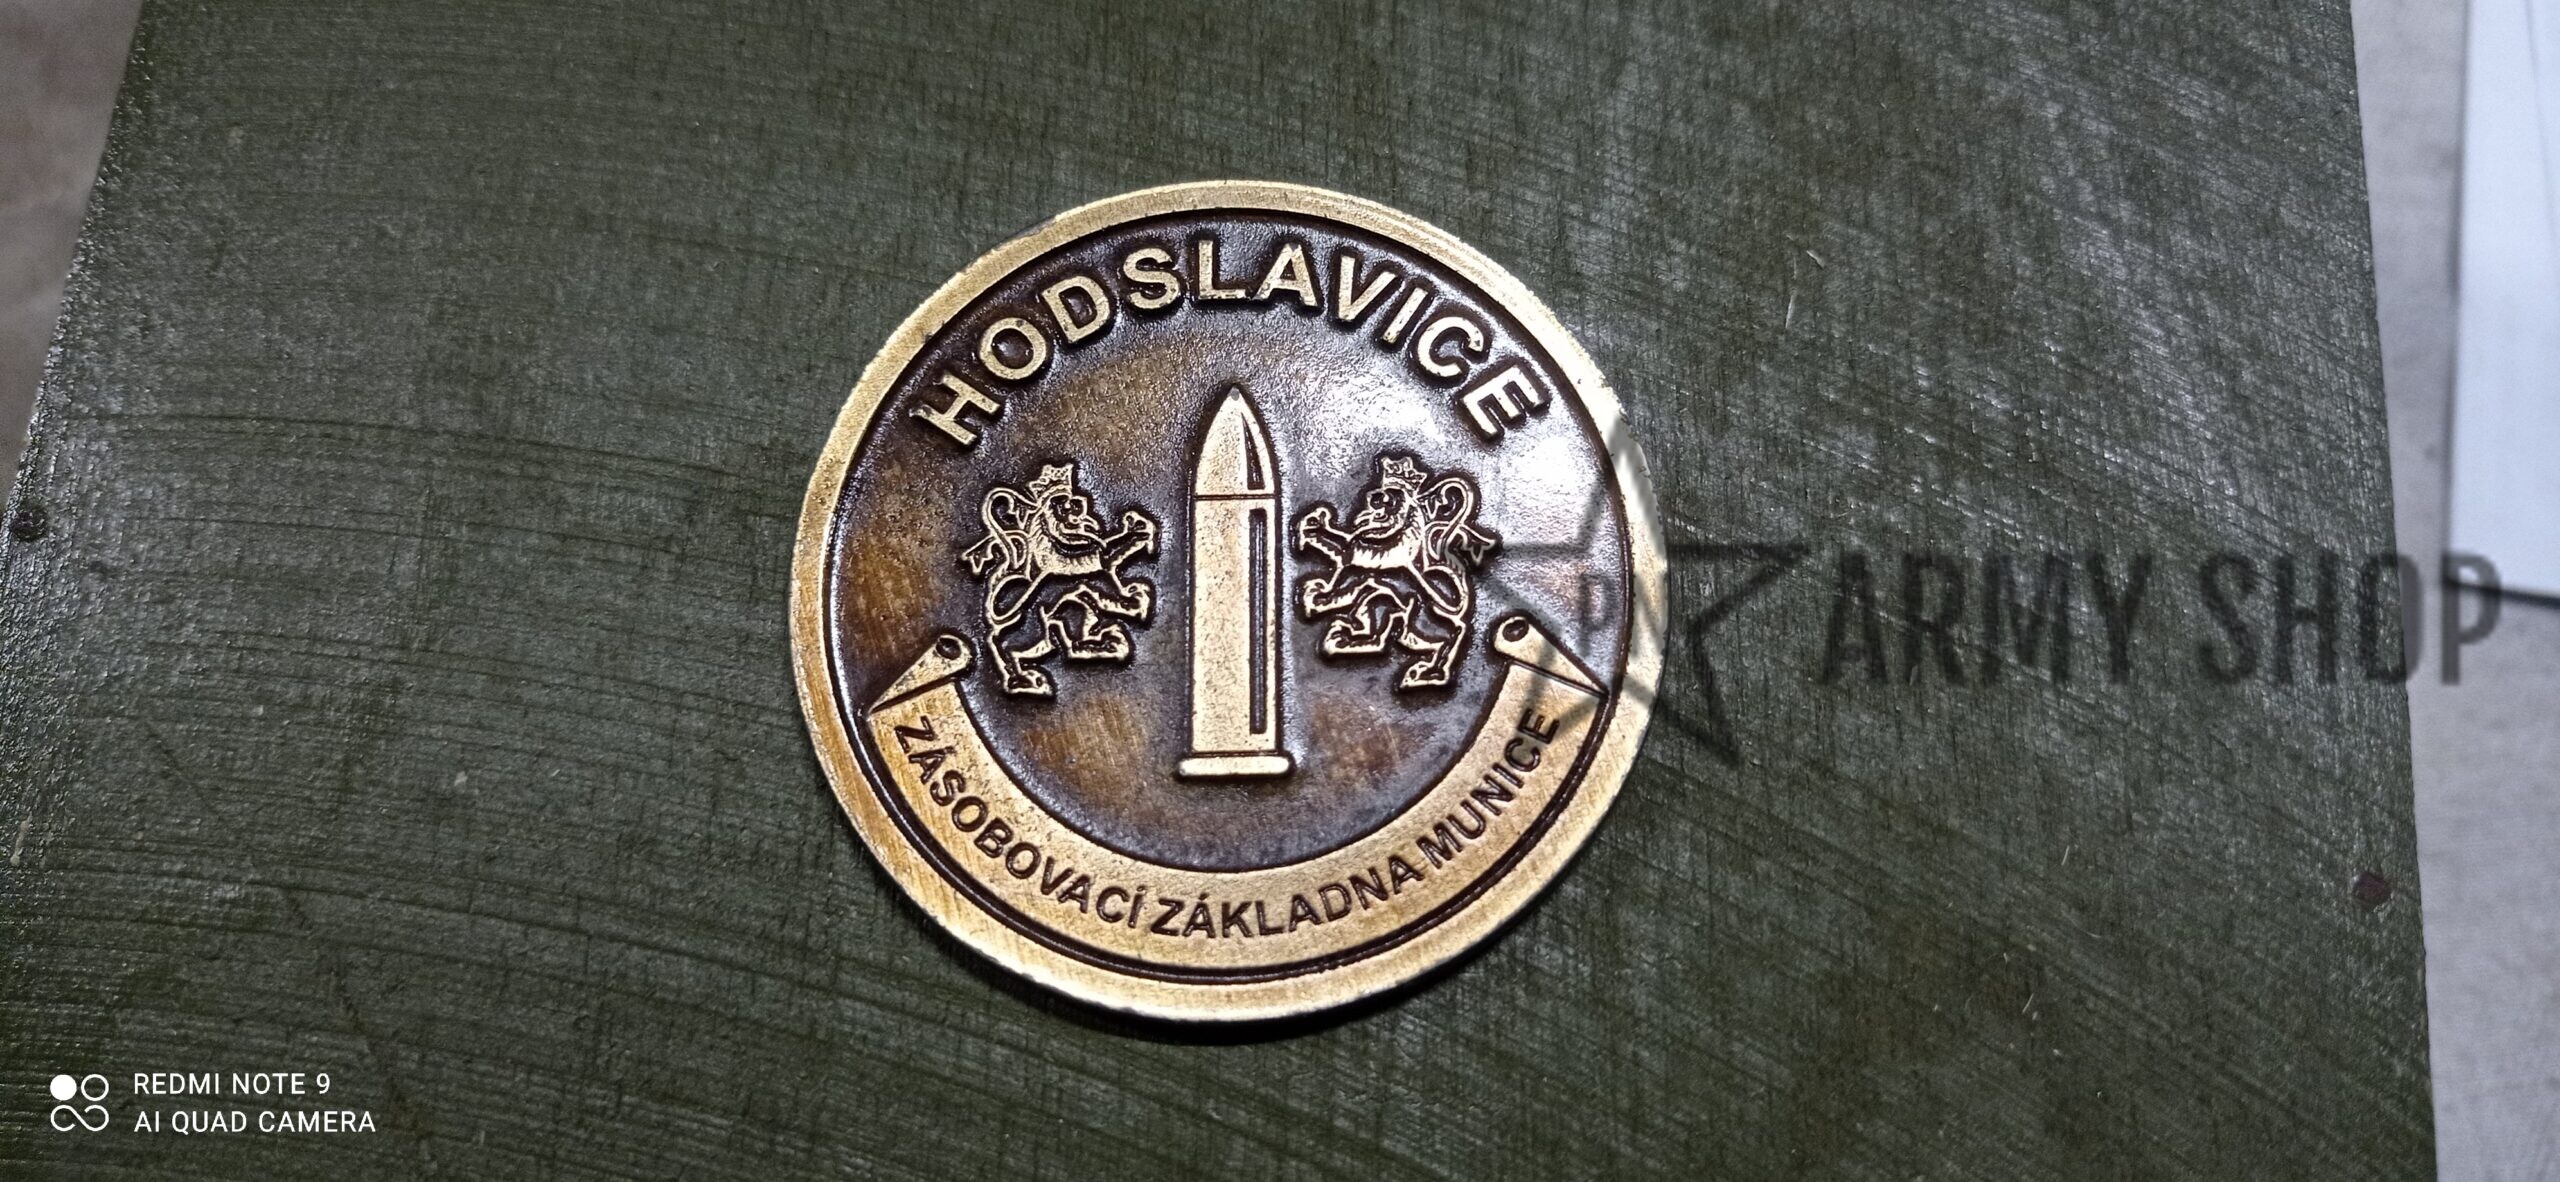 HODSLAVICE
ZÁSOBOVACÍ ZÁKLADNA MUNICE
ARMY SHOP
REDMI NOTE 9
AI QUAD CAMERA